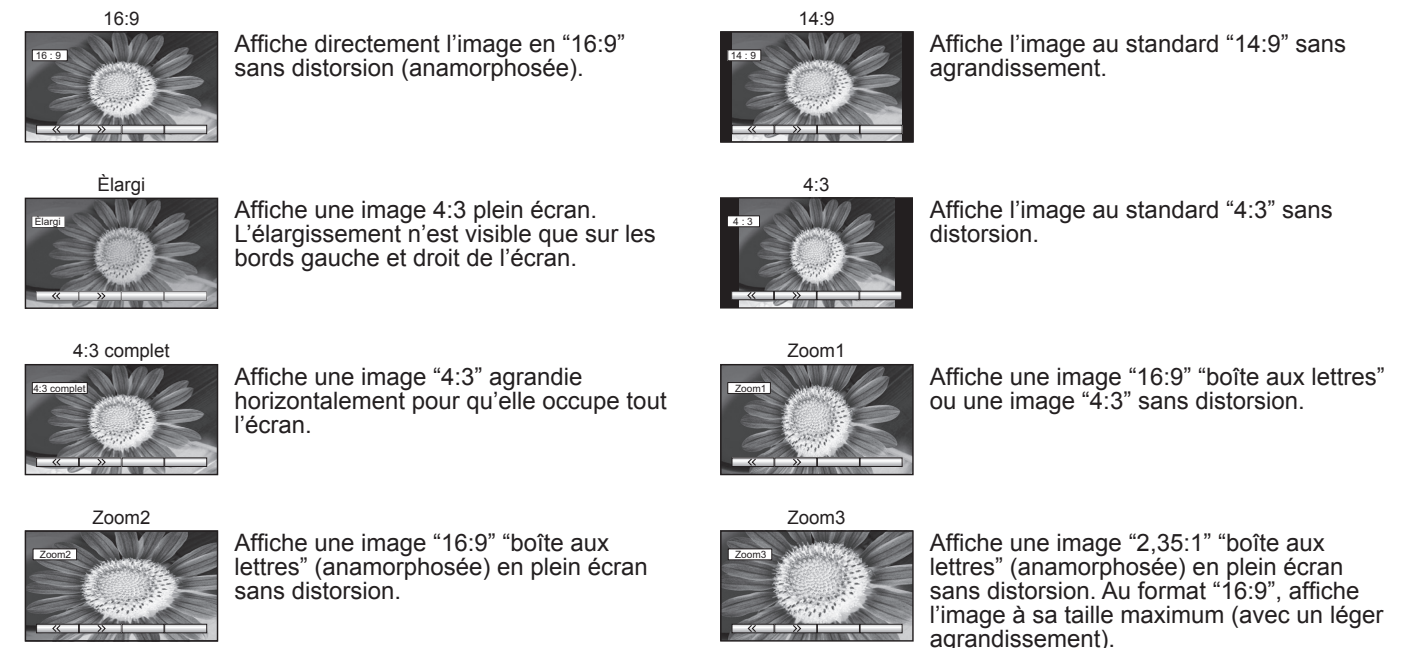 16:9
16 : 9
Affiche directement l’image en “16:9”
sans distorsion (anamorphosée).
14:9
14 : 9
Affiche l’image au standard “14:9” sans
agrandissement.
Èlargi
Èlargi
Affiche une image 4:3 plein écran.
L’élargissement n’est visible que sur les
bords gauche et droit de l’écran.
4:3
4 : 3
Affiche l’image au standard “4:3” sans
distorsion.
4:3 complet
4:3 complet
Affiche une image “4:3” agrandie
horizontalement pour qu’elle occupe tout
l’écran.
Zoom1
Zoom1
Affiche une image “16:9” “boîte aux lettres”
ou une image “4:3” sans distorsion.
Zoom2
Zoom2
Affiche une image “16:9” “boîte aux
lettres” (anamorphosée) en plein écran
sans distorsion.
Zoom3
Zoom3
Affiche une image “2,35:1” “boîte aux
lettres” (anamorphosée) en plein écran
sans distorsion. Au format “16:9”, affiche
l’image à sa taille maximum (avec un léger
agrandissement).